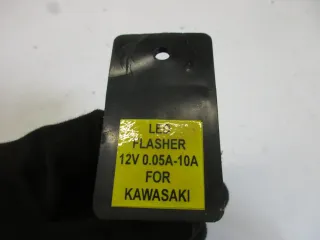 LED
FLASHER
12V 0.05A-10A
FOR
KAWASAKI